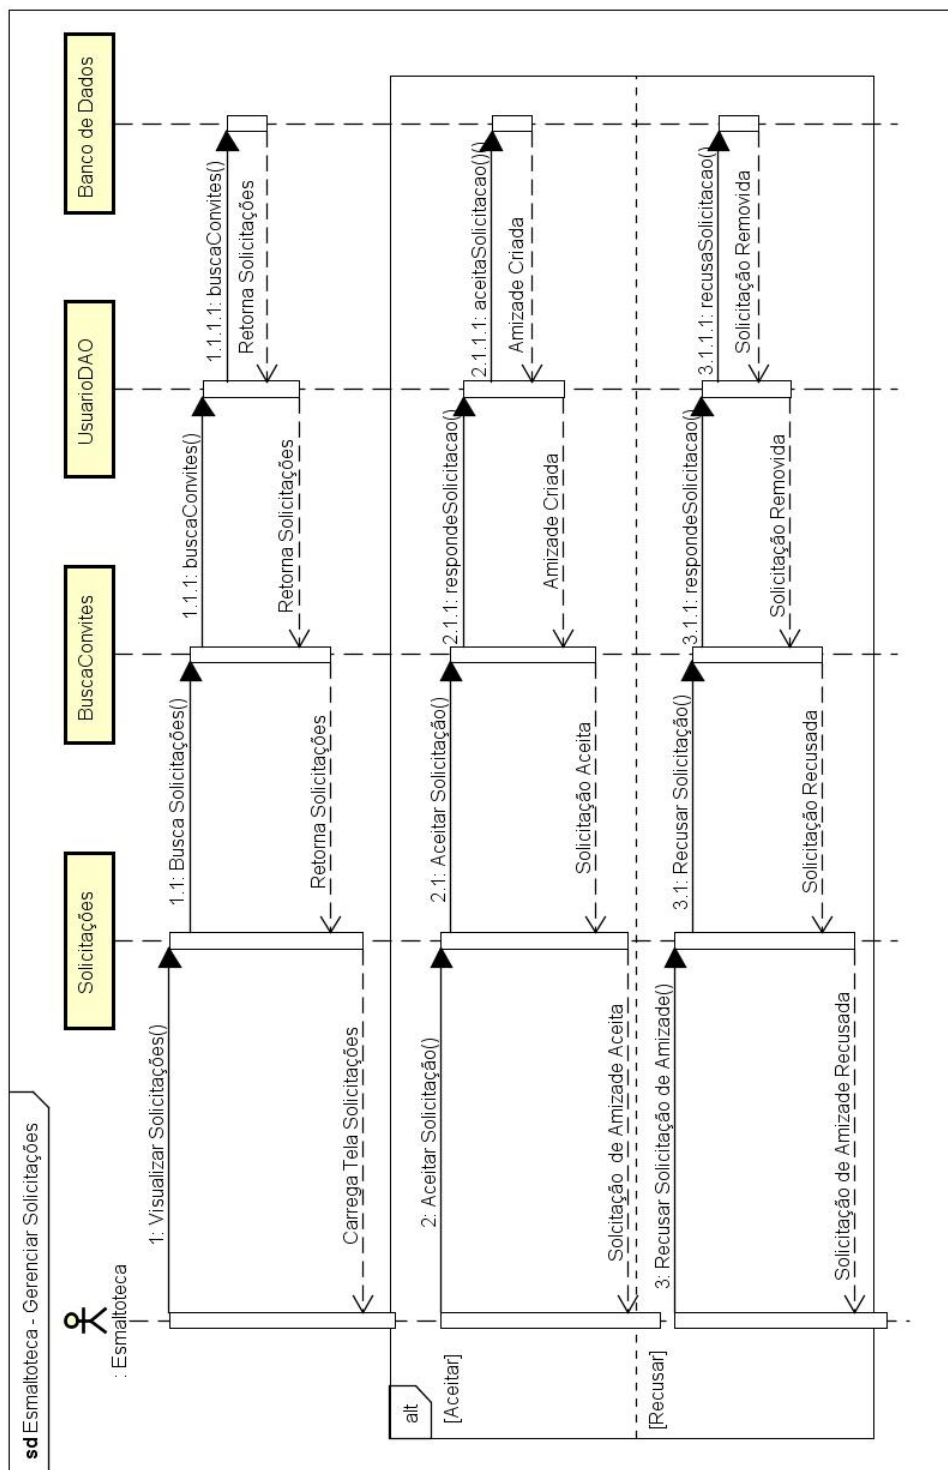 sd Esmaltoteca - Gerenciar Solicitações
: Esmaltoteca
Solicitações
BuscaConvites
UsuarioDAO
Banco de Dados
1: Visualizar Solicitações()
1.1: Busca Solicitações()
1.1.1: buscaConvites()
1.1.1.1: buscaConvites()
Retorna Solicitações
Retorna Solicitações
Retorna Solicitações
Carrega Tela Solicitações
alt
[Aceitar]
2: Aceitar Solicitação()
2.1: Aceitar Solicitação()
2.1.1: respondeSolicitacao()
2.1.1.1: aceitaSolicitacao()()
Amizade Criada
Amizade Criada
Solicitação Aceita
Solcitação de Amizade Aceita
[Recusar]
3: Recusar Solicitação de Amizade()
3.1: Recusar Solicitação()
3.1.1: respondeSolicitacao()
3.1.1.1: recusaSolicitacao()
Solicitação Removida
Solicitação Removida
Solicitação Recusada
Solicitação de Amizade Recusada